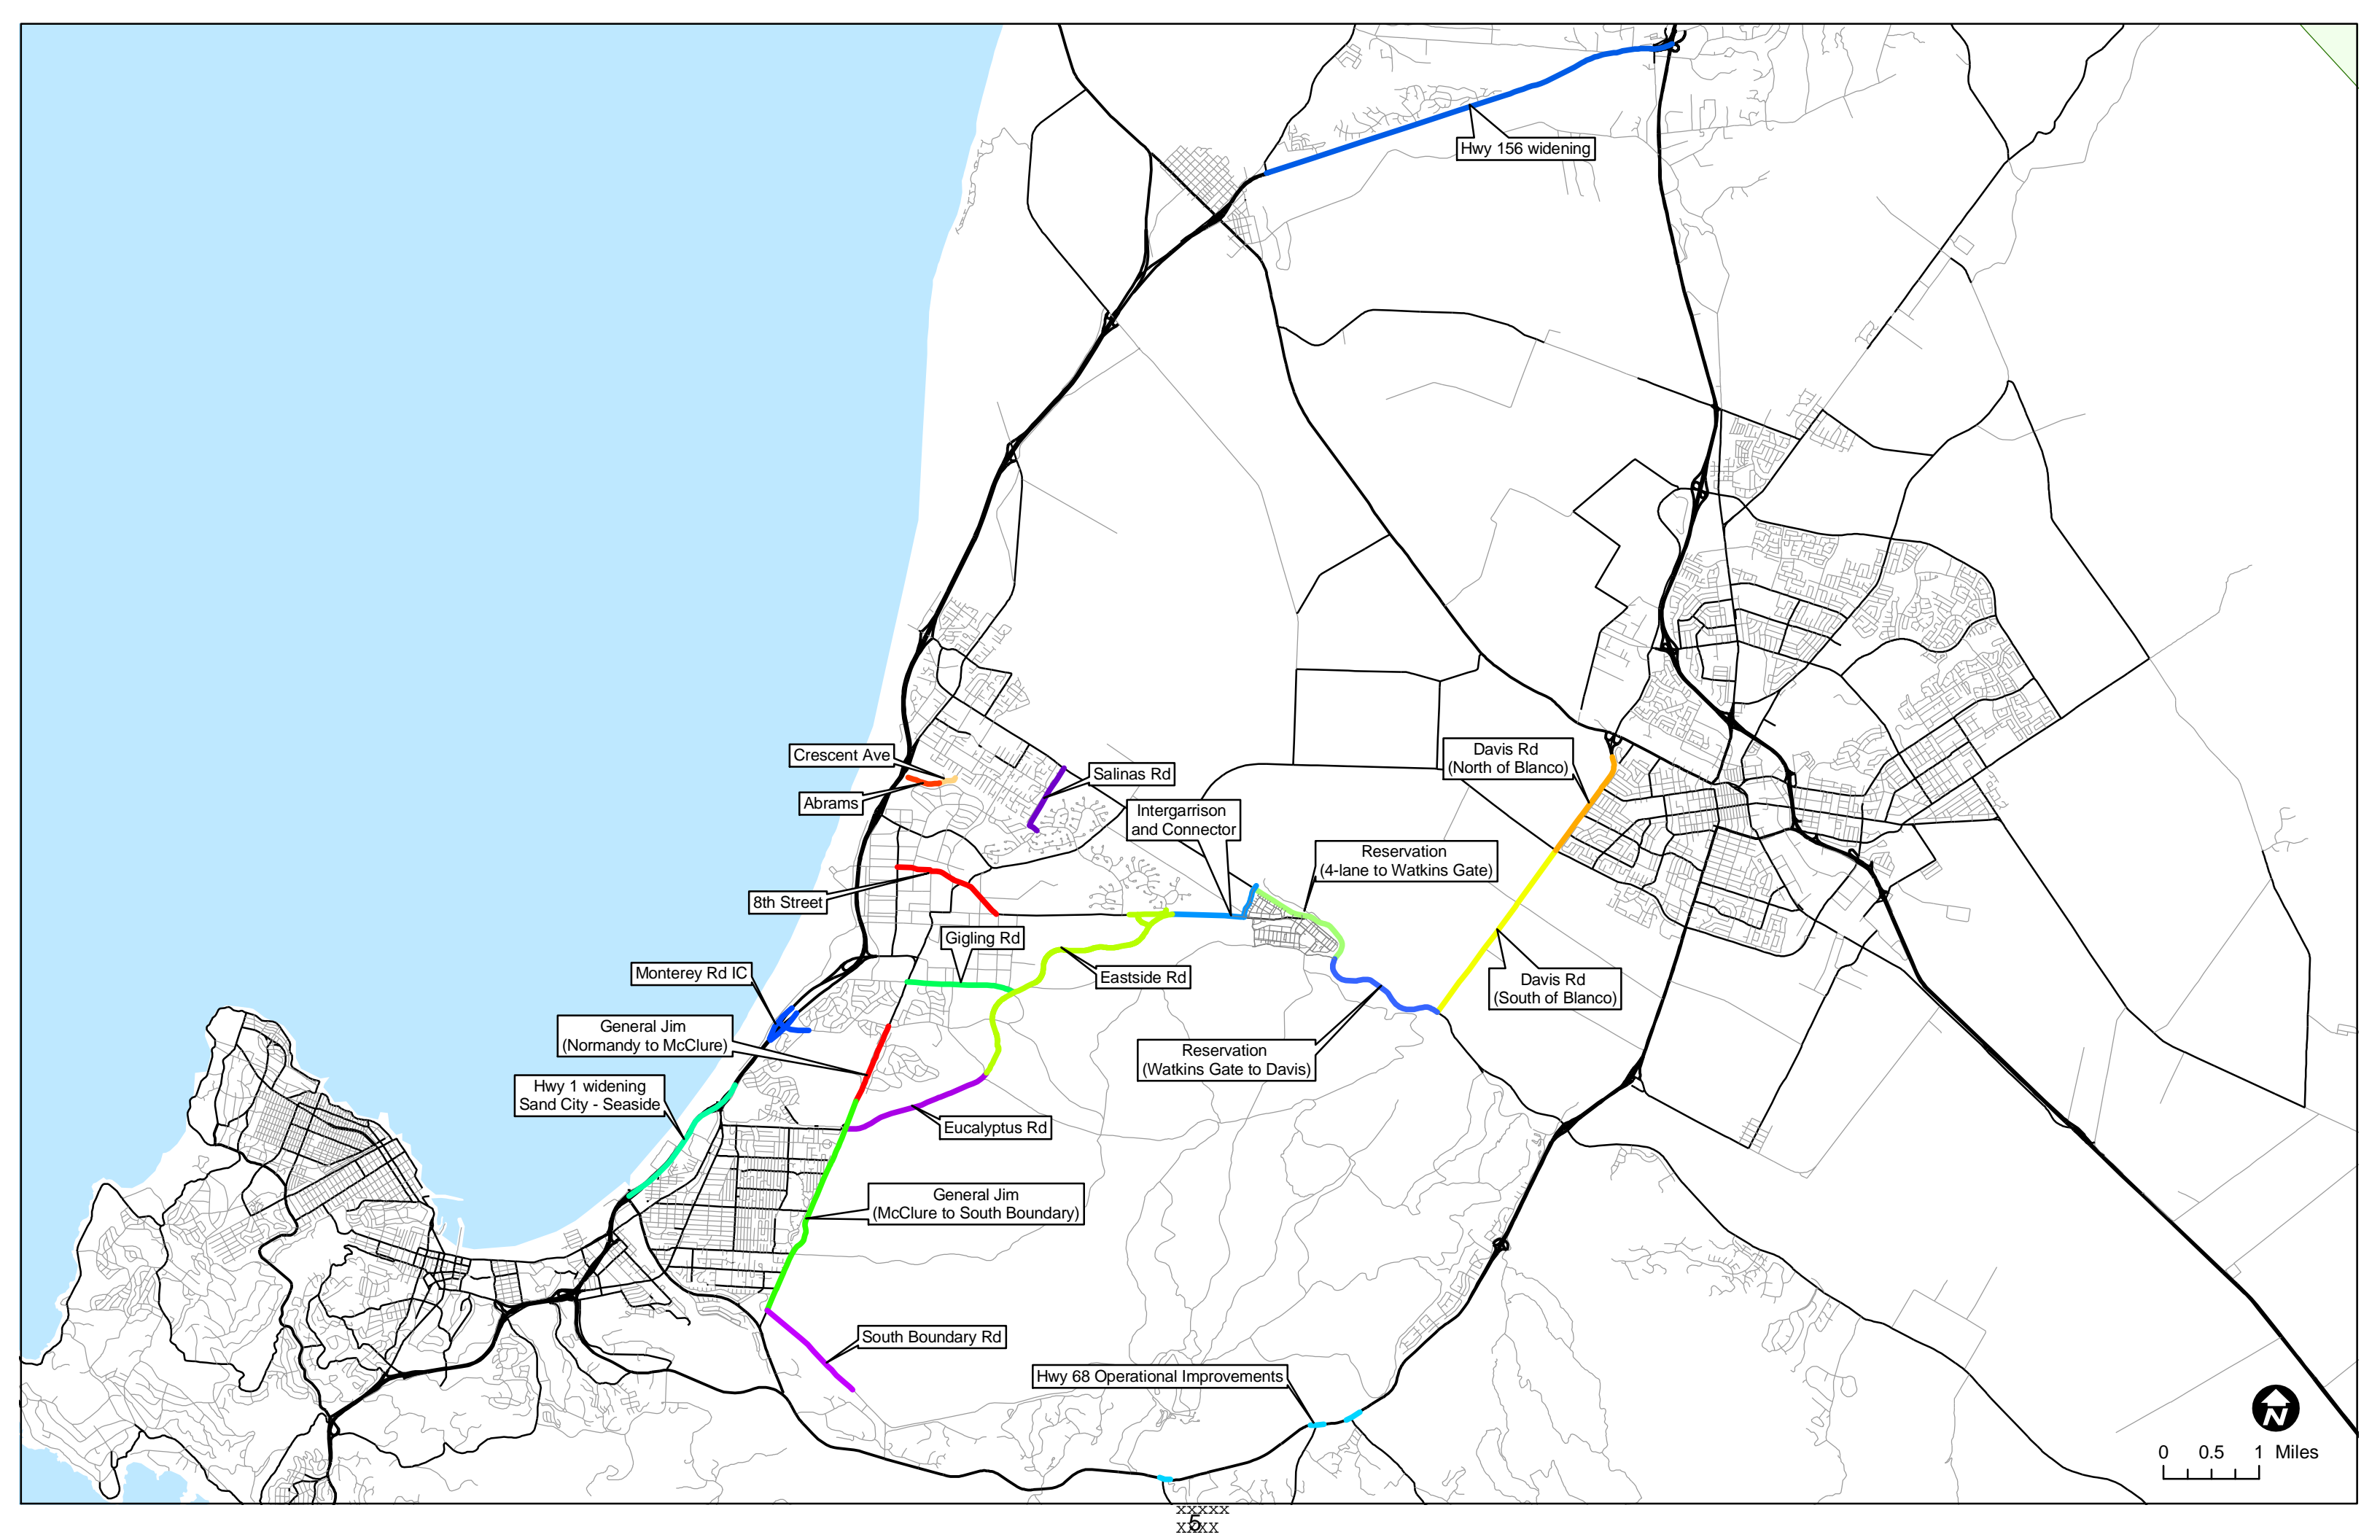 Hwy 156 widening
Crescent Ave
Abrams
Salinas Rd
Davis Rd
(North of Blanco)
Intergarrison
and Connector
Reservation
(4-lane to Watkins Gate)
8th Street
Gigling Rd
Monterey Rd IC
Eastside Rd
Davis Rd
(South of Blanco)
General Jim
(Normandy to McClure)
Reservation
(Watkins Gate to Davis)
Hwy 1 widening
Sand City - Seaside
Eucalyptus Rd
General Jim
(McClure to South Boundary)
South Boundary Rd
Hwy 68 Operational Improvements
N
0 0.5 1 Miles
xxxxx
5
xxxx